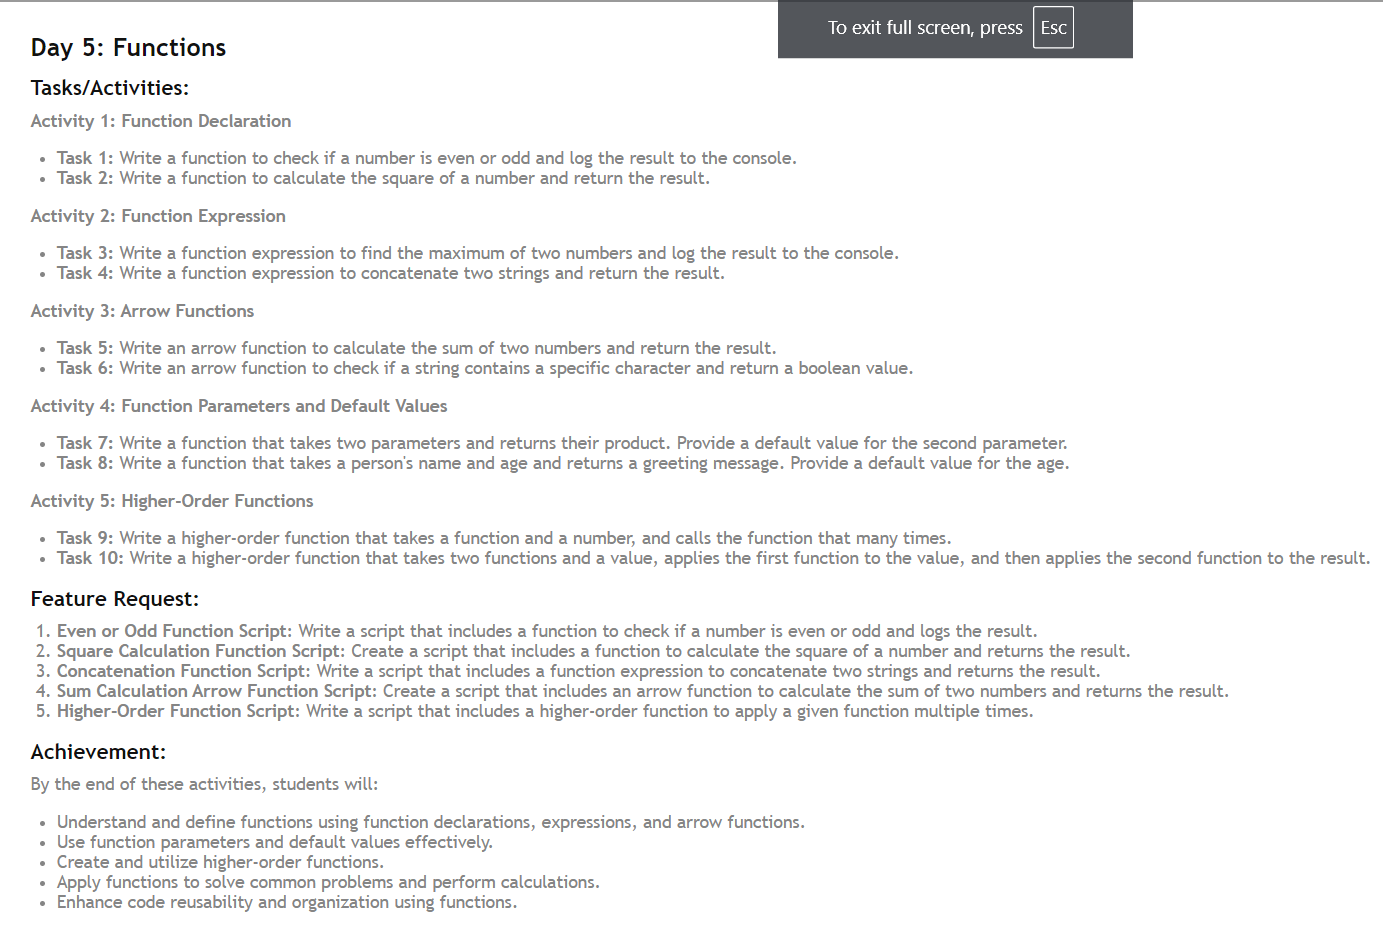 To exit full screen, press Esc
Day 5: Functions
Tasks/Activities:
Activity 1: Function Declaration
• Task 1: Write a function to check if a number is even or odd and log the result to the console.
• Task 2: Write a function to calculate the square of a number and return the result.
Activity 2: Function Expression
• Task 3: Write a function expression to find the maximum of two numbers and log the result to the console.
• Task 4: Write a function expression to concatenate two strings and return the result.
Activity 3: Arrow Functions
• Task 5: Write an arrow function to calculate the sum of two numbers and return the result.
• Task 6: Write an arrow function to check if a string contains a specific character and return a boolean value.
Activity 4: Function Parameters and Default Values
• Task 7: Write a function that takes two parameters and returns their product. Provide a default value for the second parameter.
• Task 8: Write a function that takes a person's name and age and returns a greeting message. Provide a default value for the age.
Activity 5: Higher-Order Functions
• Task 9: Write a higher-order function that takes a function and a number, and calls the function that many times.
• Task 10: Write a higher-order function that takes two functions and a value, applies the first function to the value, and then applies the second function to the result.
Feature Request:
1. Even or Odd Function Script: Write a script that includes a function to check if a number is even or odd and logs the result.
2. Square Calculation Function Script: Create a script that includes a function to calculate the square of a number and returns the result.
3. Concatenation Function Script: Write a script that includes a function expression to concatenate two strings and returns the result.
4. Sum Calculation Arrow Function Script: Create a script that includes an arrow function to calculate the sum of two numbers and returns the result.
5. Higher-Order Function Script: Write a script that includes a higher-order function to apply a given function multiple times.
Achievement:
By the end of these activities, students will:
• Understand and define functions using function declarations, expressions, and arrow functions.
• Use function parameters and default values effectively.
• Create and utilize higher-order functions.
• Apply functions to solve common problems and perform calculations.
• Enhance code reusability and organization using functions.